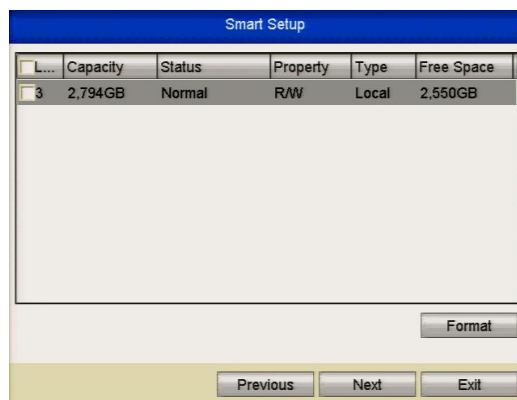 Smart Setup
L... Capacity Status Property Type Free Space
3 2,794GB Normal R/W Local 2,550GB
Format
Previous Next Exit